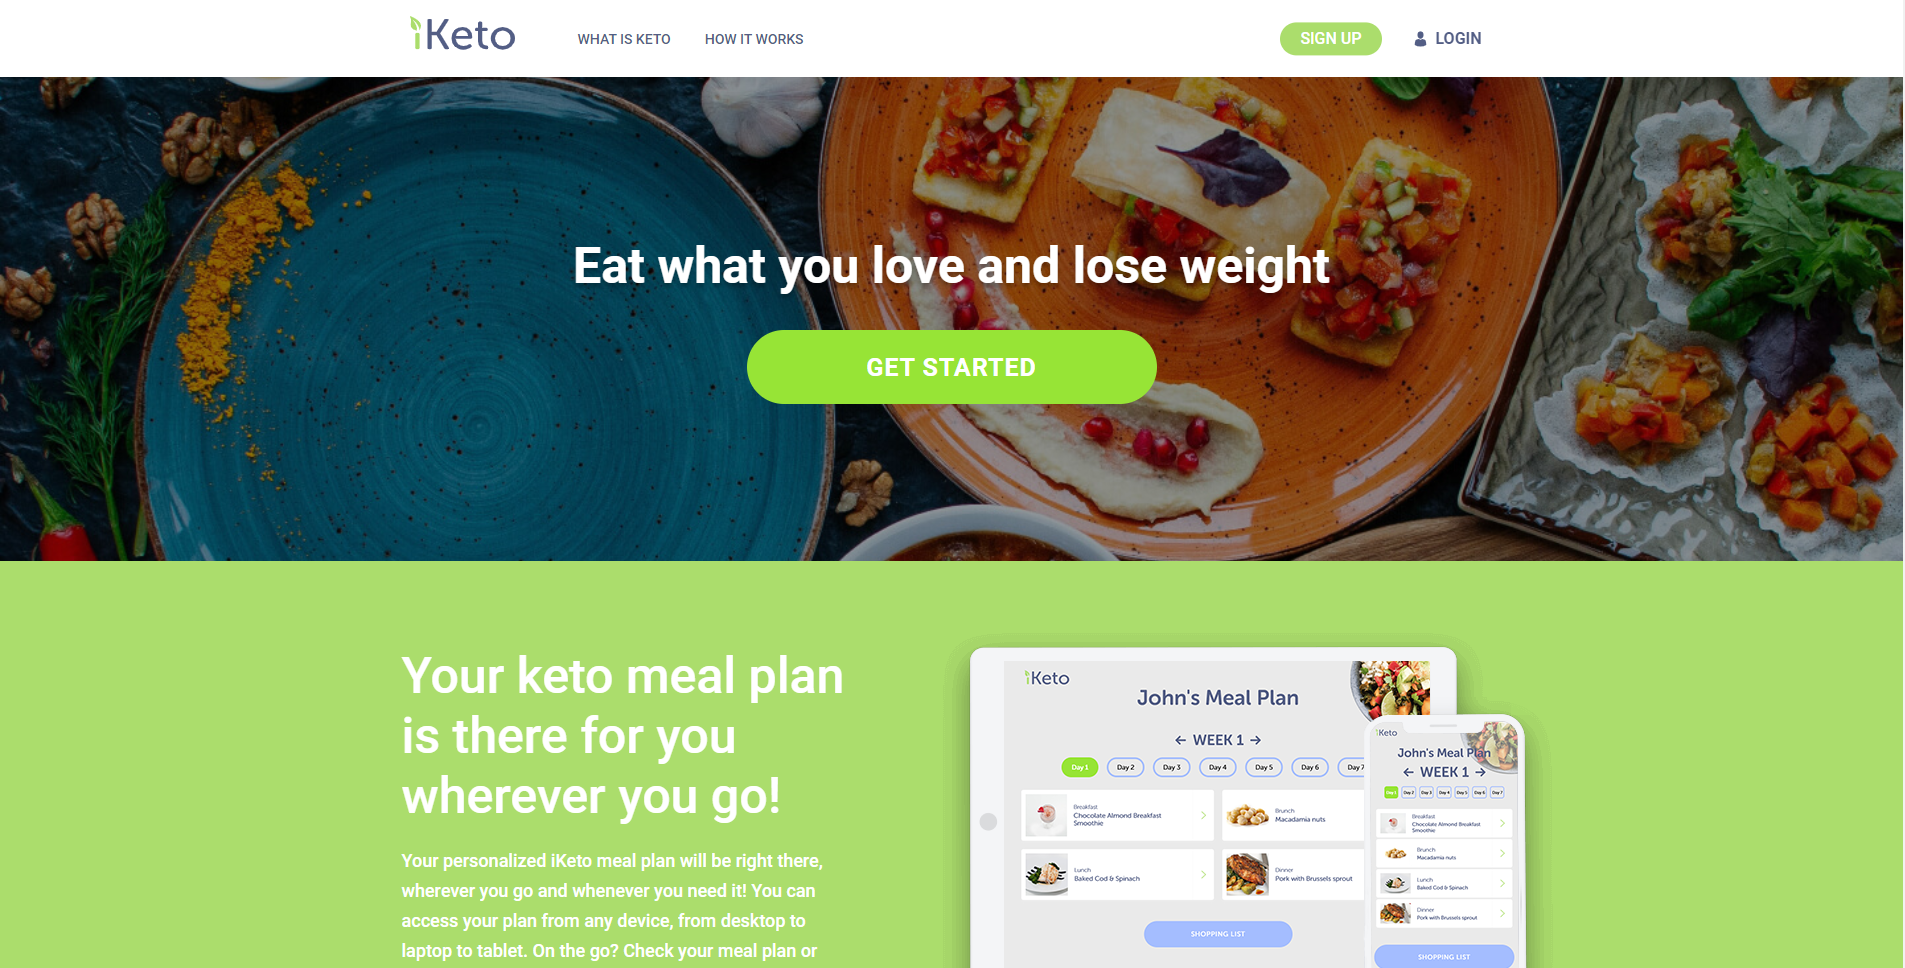 iKeto
WHAT IS KETO
HOW IT WORKS
SIGN UP
LOGIN
Eat what you love and lose weight
GET STARTED
Your keto meal plan
is there for you
wherever you go!
Your personalized iKeto meal plan will be right there,
wherever you go and whenever you need it! You can
access your plan from any device, from desktop to
laptop to tablet. On the go? Check your meal plan or
iKeto
John's Meal Plan
← WEEK 1 →
Day 1
Day 2
Day 3
Day 4
Day 5
Day 6
Day 7
Breakfast
Chocolate Almond Breakfast
Smoothie
Brunch
Macadamia nuts
Lunch
Baked Cod & Spinach
Dinner
Pork with Brussels sprout
SHOPPING LIST
iKeto
John's Meal Plan
← WEEK 1 →
Day 1
Day 2
Day 3
Day 4
Day 5
Day 6
Day 7
Breakfast
Chocolate Almond Breakfast
Smoothie
Brunch
Macadamia nuts
Lunch
Baked Cod & Spinach
Dinner
Pork with Brussels sprout
SHOPPING LIST